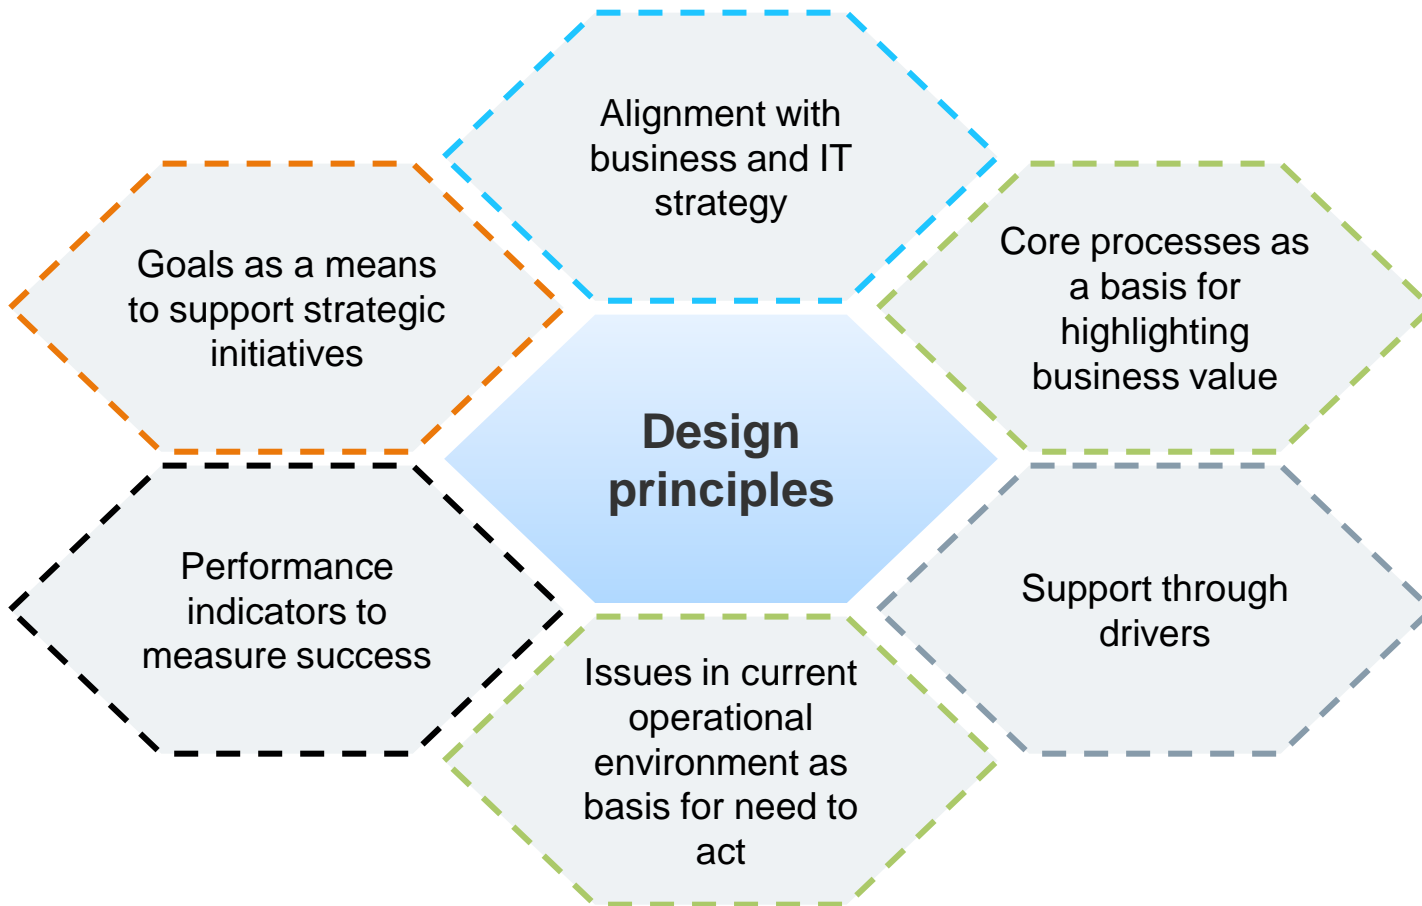 Alignment with
business and IT
strategy
Goals as a means
to support strategic
initiatives
Core processes as
a basis for
highlighting
business value
Design
principles
Performance
indicators to
measure success
Support through
drivers
Issues in current
operational
environment as
basis for need to
act